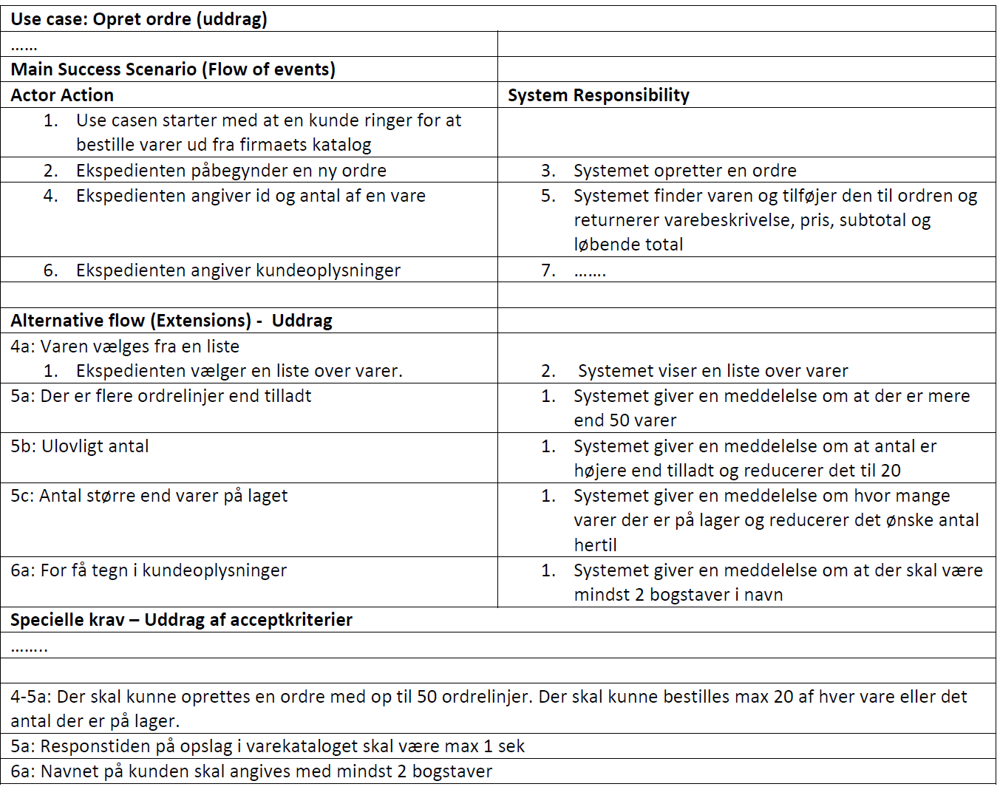 Use case: Opret ordre (uddrag)
......
Main Success Scenario (Flow of events)
Actor Action System Responsibility
1. Use casen starter med at en kunde ringer for at
bestille varer ud fra firmaets katalog
2. Ekspedienten påbegynder en ny ordre
3. Systemet opretter en ordre
4. Ekspedienten angiver id og antal af en vare
5. Systemet finder varen og tilføjer den til ordren og
returnerer varebeskrivelse, pris, subtotal og
løbende total
6. Ekspedienten angiver kundeoplysninger
7. .......
Alternative flow (Extensions) - Uddrag
4a: Varen vælges fra en liste
1. Ekspedienten vælger en liste over varer.
2. Systemet viser en liste over varer
5a: Der er flere ordrelinjer end tilladt
1. Systemet giver en meddelelse om at der er mere
end 50 varer
5b: Ulovligt antal
1. Systemet giver en meddelelse om at antal er
højere end tilladt og reducerer det til 20
5c: Antal større end varer på laget
1. Systemet giver en meddelelse om hvor mange
varer der er på lager og reducerer det ønske antal
hertil
6a: For få tegn i kundeoplysninger
1. Systemet giver en meddelelse om at der skal være
mindst 2 bogstaver i navn
Specielle krav – Uddrag af acceptkriterier
........
4-5a: Der skal kunne oprettes en ordre med op til 50 ordrelinjer. Der skal kunne bestilles max 20 af hver vare eller det
antal der er på lager.
5a: Responstiden på opslag i varekataloget skal være max 1 sek
6a: Navnet på kunden skal angives med mindst 2 bogstaver